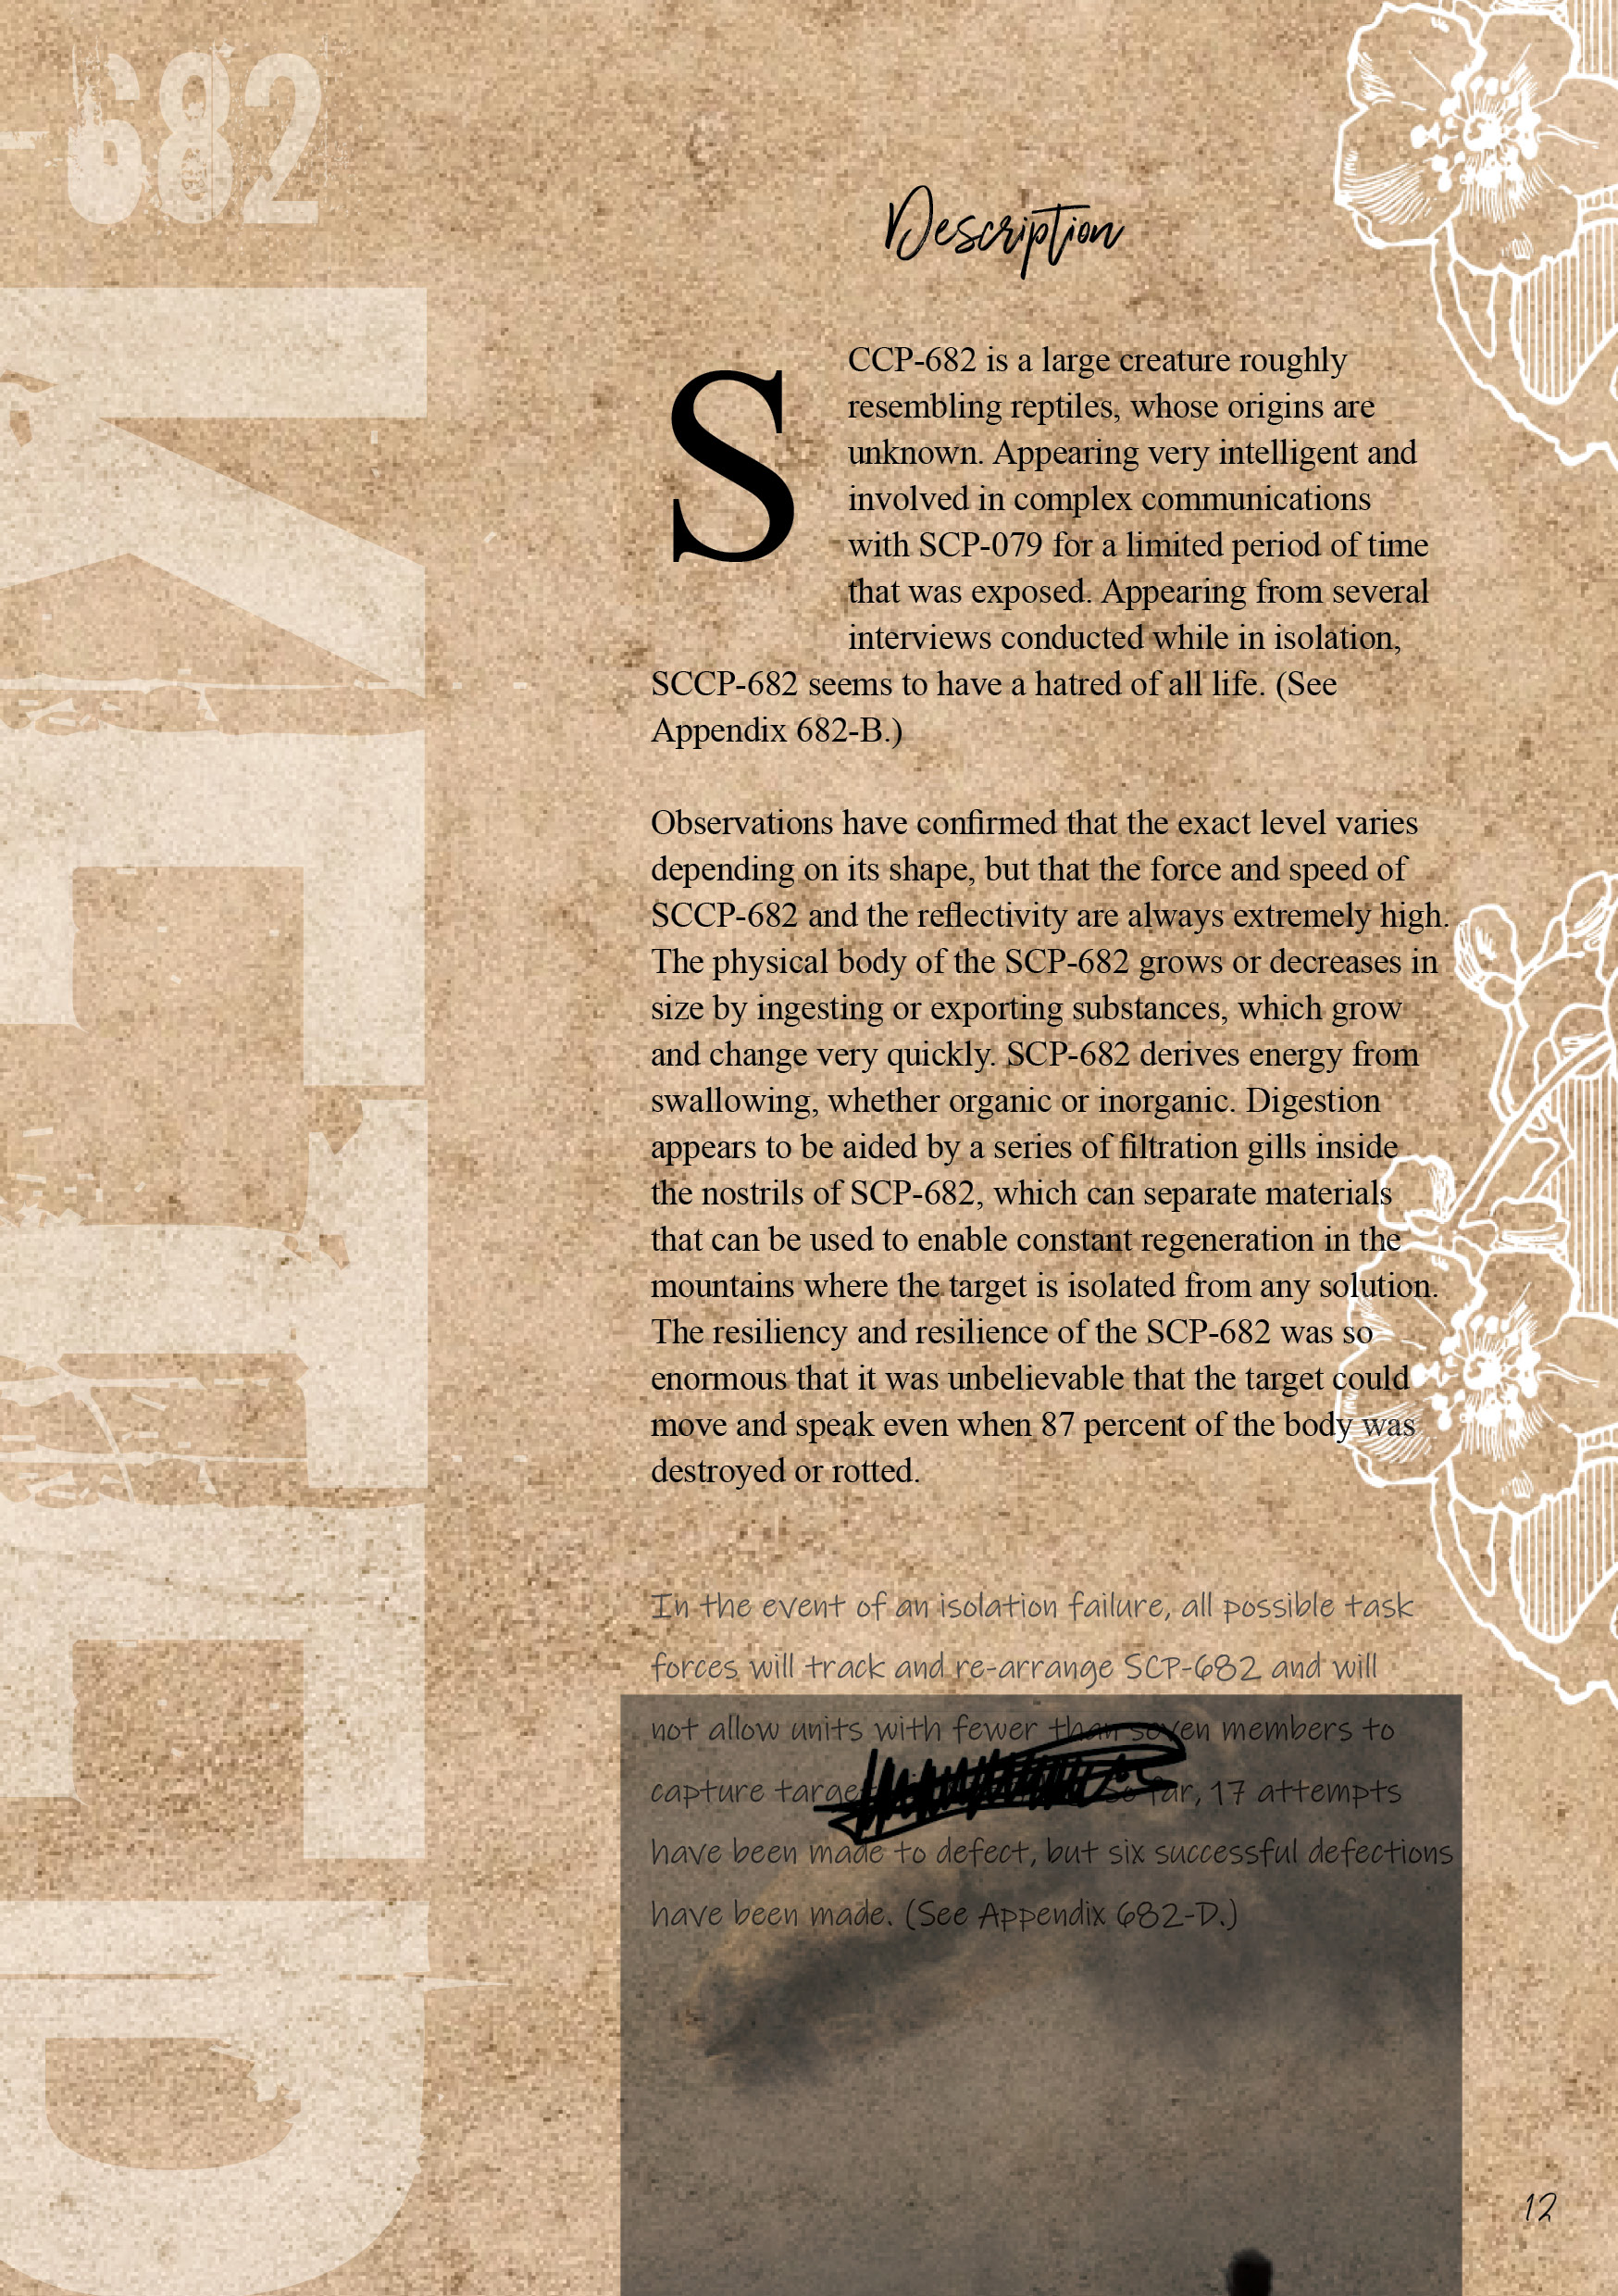 -682
Description
SCCP-682 is a large creature roughly
resembling reptiles, whose origins are
unknown. Appearing very intelligent and
involved in complex communications
with SCP-079 for a limited period of time
that was exposed. Appearing from several
interviews conducted while in isolation,
SCCP-682 seems to have a hatred of all life. (See
Appendix 682-B.)
Observations have confirmed that the exact level varies
depending on its shape, but that the force and speed of
SCCP-682 and the reflectivity are always extremely high.
The physical body of the SCP-682 grows or decreases in
size by ingesting or exporting substances, which grow
and change very quickly. SCP-682 derives energy from
swallowing, whether organic or inorganic. Digestion
appears to be aided by a series of filtration gills inside
the nostrils of SCP-682, which can separate materials
that can be used to enable constant regeneration in the
mountains where the target is isolated from any solution.
The resiliency and resilience of the SCP-682 was so
enormous that it was unbelievable that the target could
move and speak even when 87 percent of the body was
destroyed or rotted.
In the event of an isolation failure, all possible task
forces will track and re-arrange SCP-682 and will
not allow units with fewer than seven members to
capture far, 17 attempts
have been made to defect, but six successful defections
have been made. (See Appendix 682-D.)
12